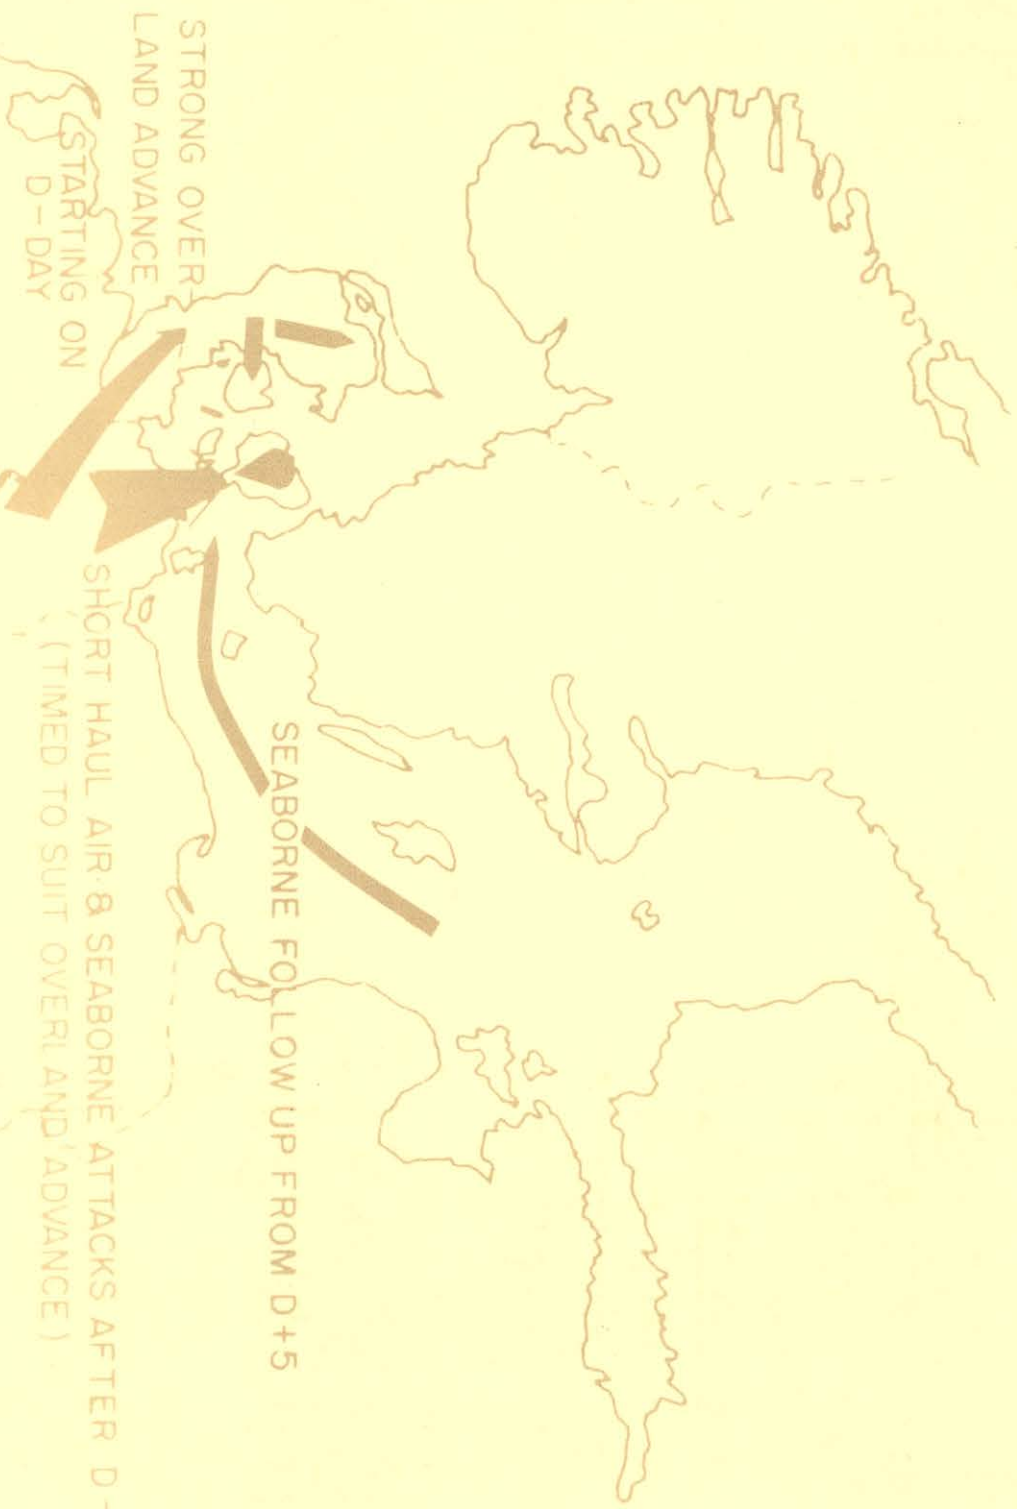 STRONG OVER-
LAND ADVANCE
(STARTING ON
D-DAY
SEABORNE FOLLOW UP FROM D+5
SHORT HAUL AIR & SEABORNE ATTACKS AFTER D-
(TIMED TO SUIT OVERLAND ADVANCE)